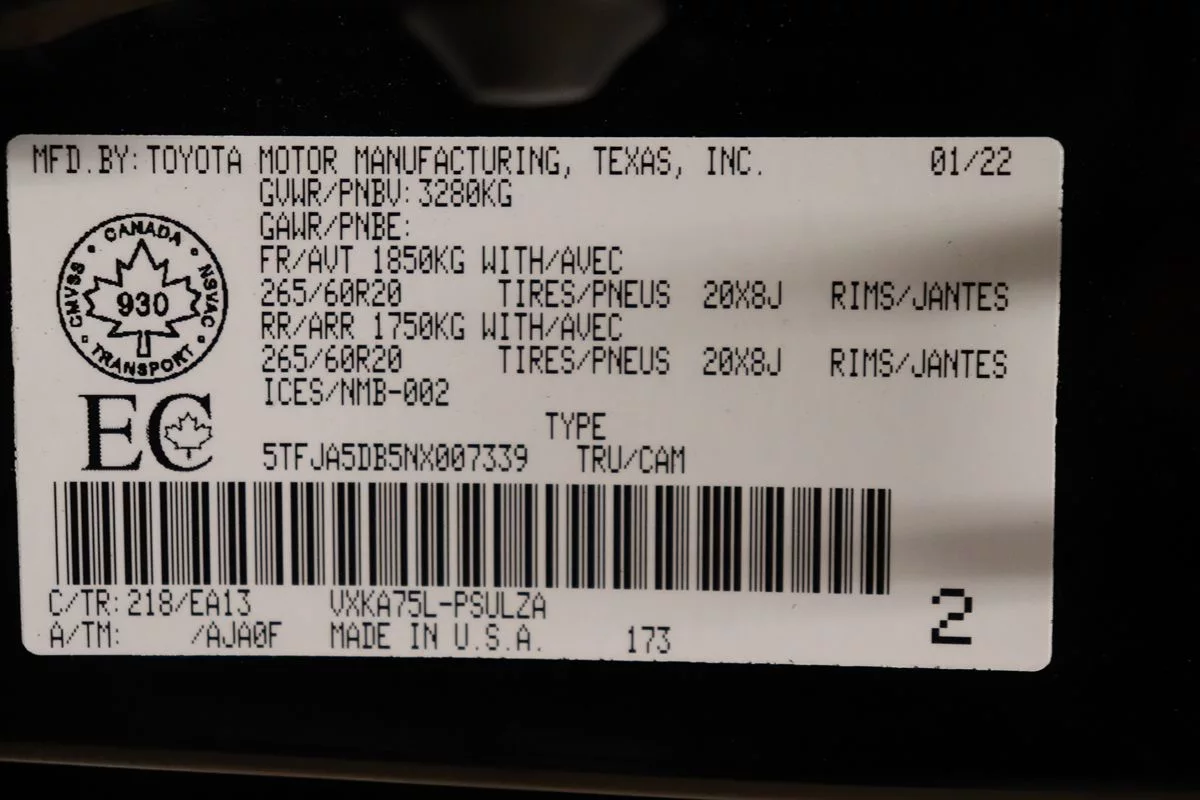 MFD.BY: TOYOTA MOTOR MANUFACTURING, TEXAS, INC. 01/22
GVWR/PNBV: 3280KG
GAWR/PNBE:
FR/AVT 1850KG WITH/AVEC
265/60R20 TIRES/PNEUS 20X8J RIMS/JANTES
RR/ARR 1750KG WITH/AVEC
265/60R20 TIRES/PNEUS 20X8J RIMS/JANTES
ICES/NMB-002
CANADA
CMVSS 930 NSVAC
TRANSPORT
EC
TYPE
5TFJA5DB5NX007339 TRU/CAM
C/TR: 218/EA13 VXKA75L-PSULZA
A/TM: /AJA0F MADE IN U.S.A. 173
2